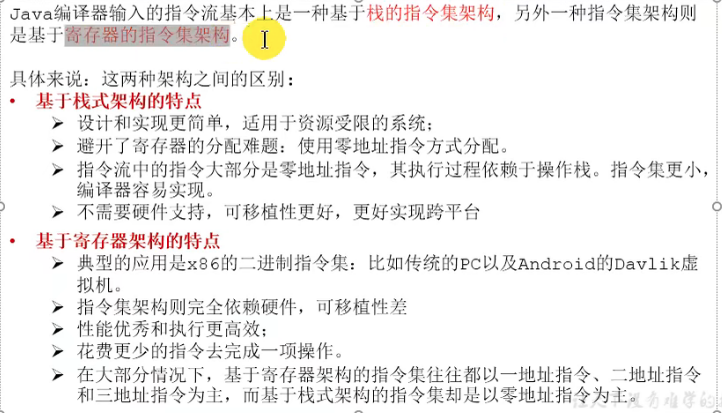 Java编译器输入的指令流基本上是一种基于栈的指令集架构，另外一种指令集架构则
是基于寄存器的指令集架构。
具体来说：这两种架构之间的区别：
• 基于栈式架构的特点
➢ 设计和实现更简单，适用于资源受限的系统；
➢ 避开了寄存器的分配难题：使用零地址指令方式分配。
➢ 指令流中的指令大部分是零地址指令，其执行过程依赖于操作栈。指令集更小，
编译器容易实现。
➢ 不需要硬件支持，可移植性更好，更好实现跨平台
• 基于寄存器架构的特点
➢ 典型的应用是x86的二进制指令集：比如传统的PC以及Android的Davlik虚
拟机。
➢ 指令集架构则完全依赖硬件，可移植性差
➢ 性能优秀和执行更高效；
➢ 花费更少的指令去完成一项操作。
➢ 在大部分情况下，基于寄存器架构的指令集往往都以一地址指令、二地址指令
和三地址指令为主，而基于栈式架构的指令集却是以零地址指令为主。